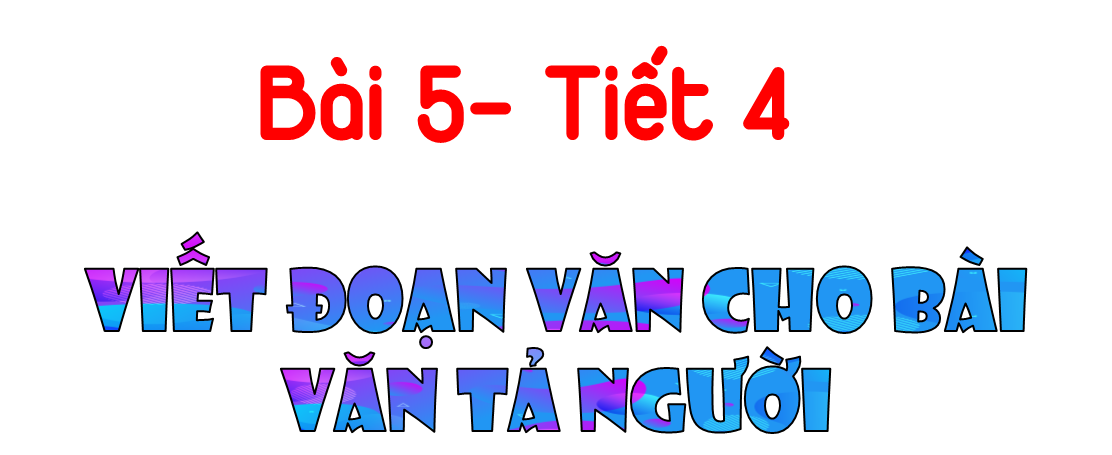 Bài 5- Tiết 4
VIẾT ĐOẠN VĂN CHO BÀI
VĂN TẢ NGƯỜI